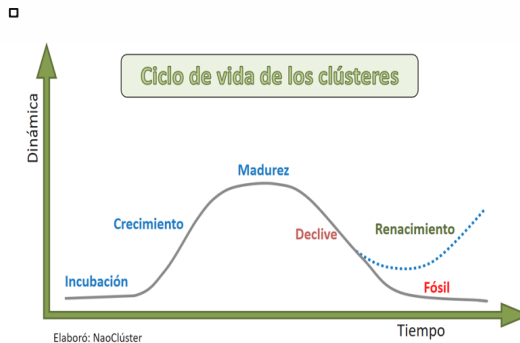 Ciclo de vida de los clústeres
Dinámica
Madurez
Crecimiento
Declive
Renacimiento
Incubación
Fósil
Tiempo
Elaboró: NaoClúster